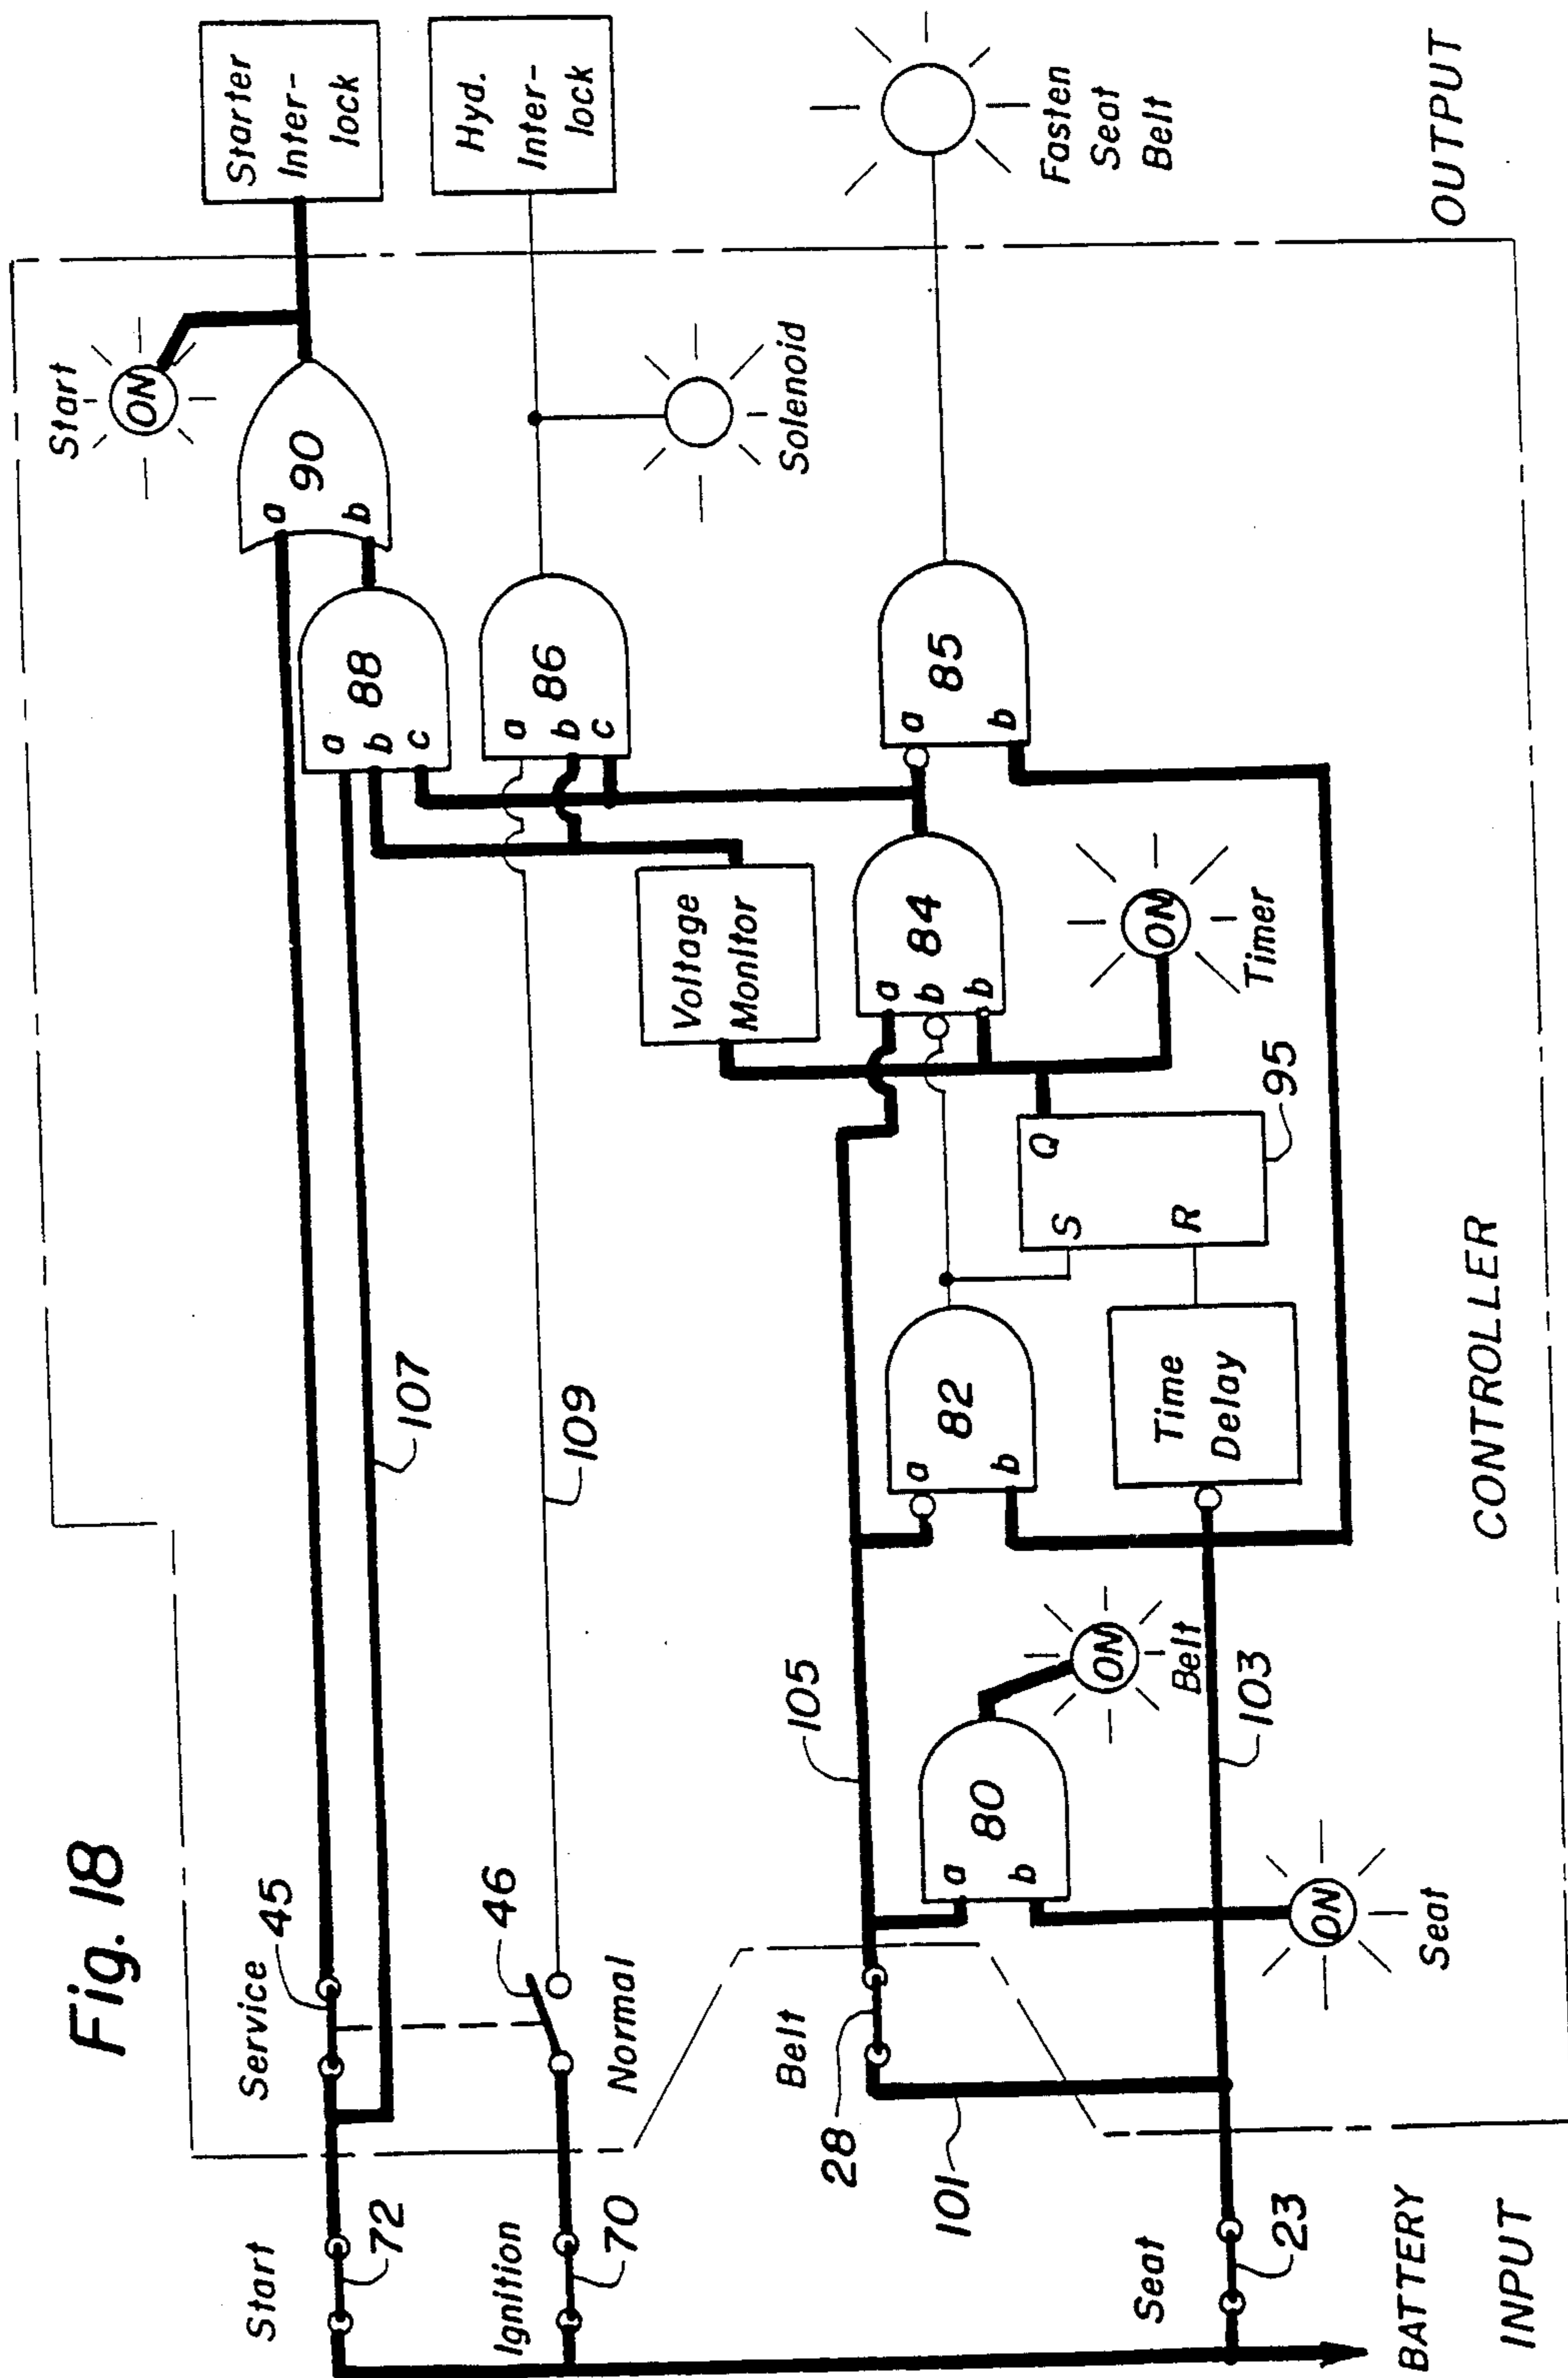 Fig. 18
Start
72
Service
45
107
Start
ON
a
b
90
Starter
Inter-
lock
a
b
c
88
Ignition
70
46
Normal
109
a
b
c
86
Solenoid
Hyd.
Inter-
lock
Voltage
Monitor
Belt
28
101
105
a
b
80
ON
Belt
a
b
82
a
b
b
84
a
b
85
Fasten
Seat
Belt
Seat
23
103
ON
Seat
Time
Delay
S
R
Q
95
ON
Timer
BATTERY
INPUT
CONTROLLER
OUTPUT